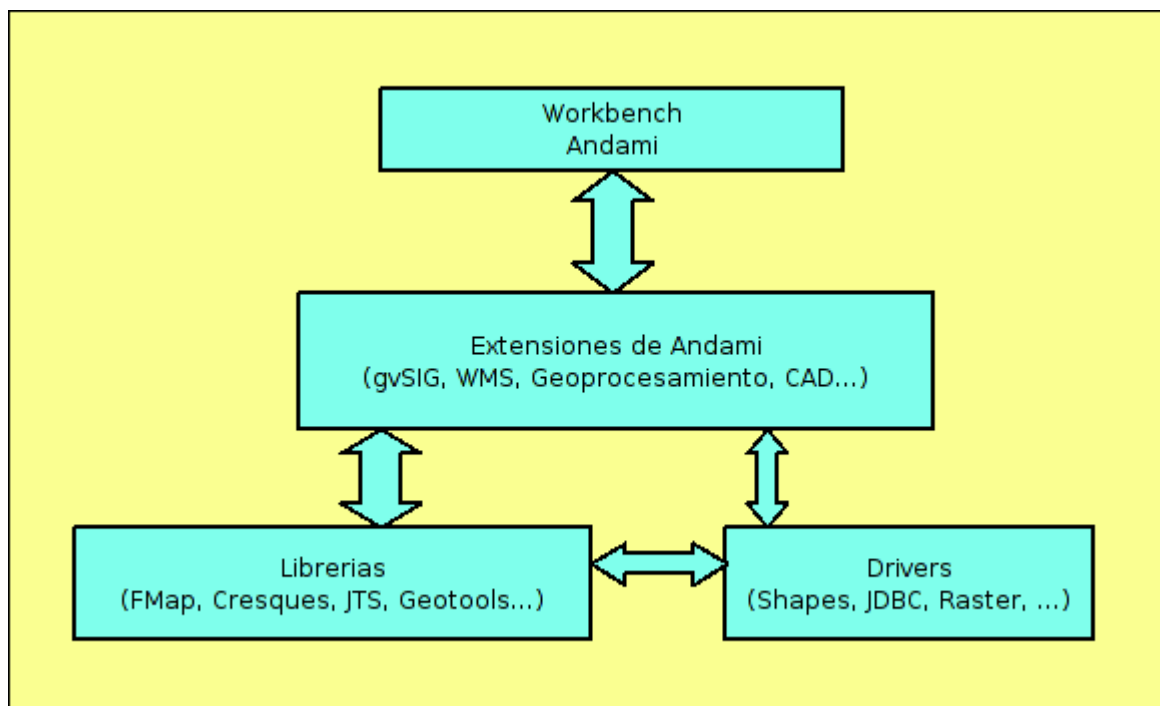 Workbench
Andami
Extensiones de Andami
(gvSIG, WMS, Geoprocesamiento, CAD...)
Librerias
(FMap, Cresques, JTS, Geotools...)
Drivers
(Shapes, JDBC, Raster, ...)